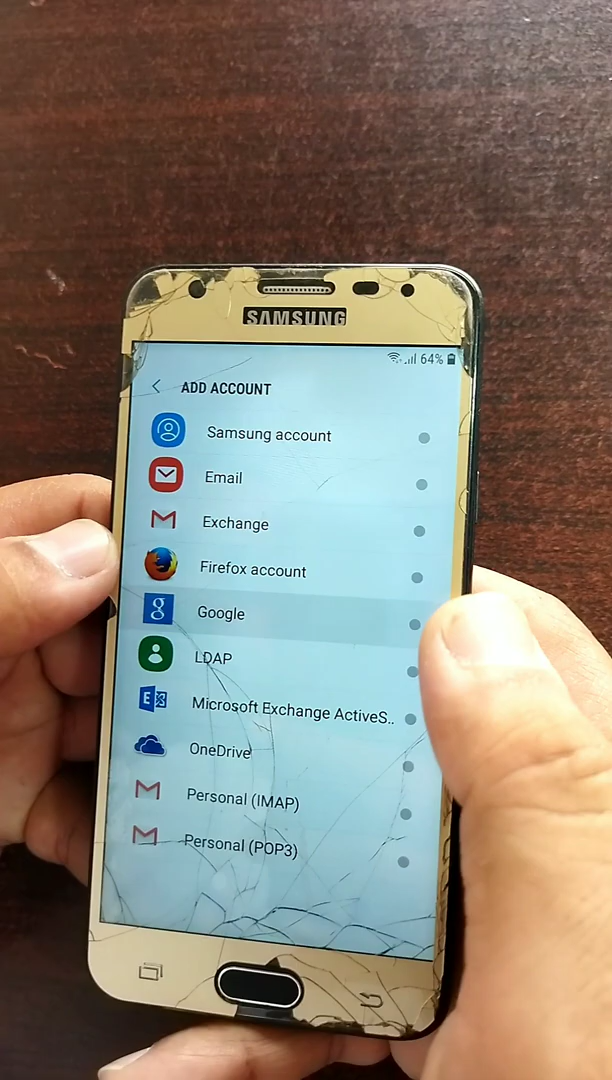 SAMSUNG
64%
ADD ACCOUNT
Samsung account
Email
Exchange
Firefox account
Google
LDAP
Microsoft Exchange ActiveS..
OneDrive
Personal (IMAP)
Personal (POP3)